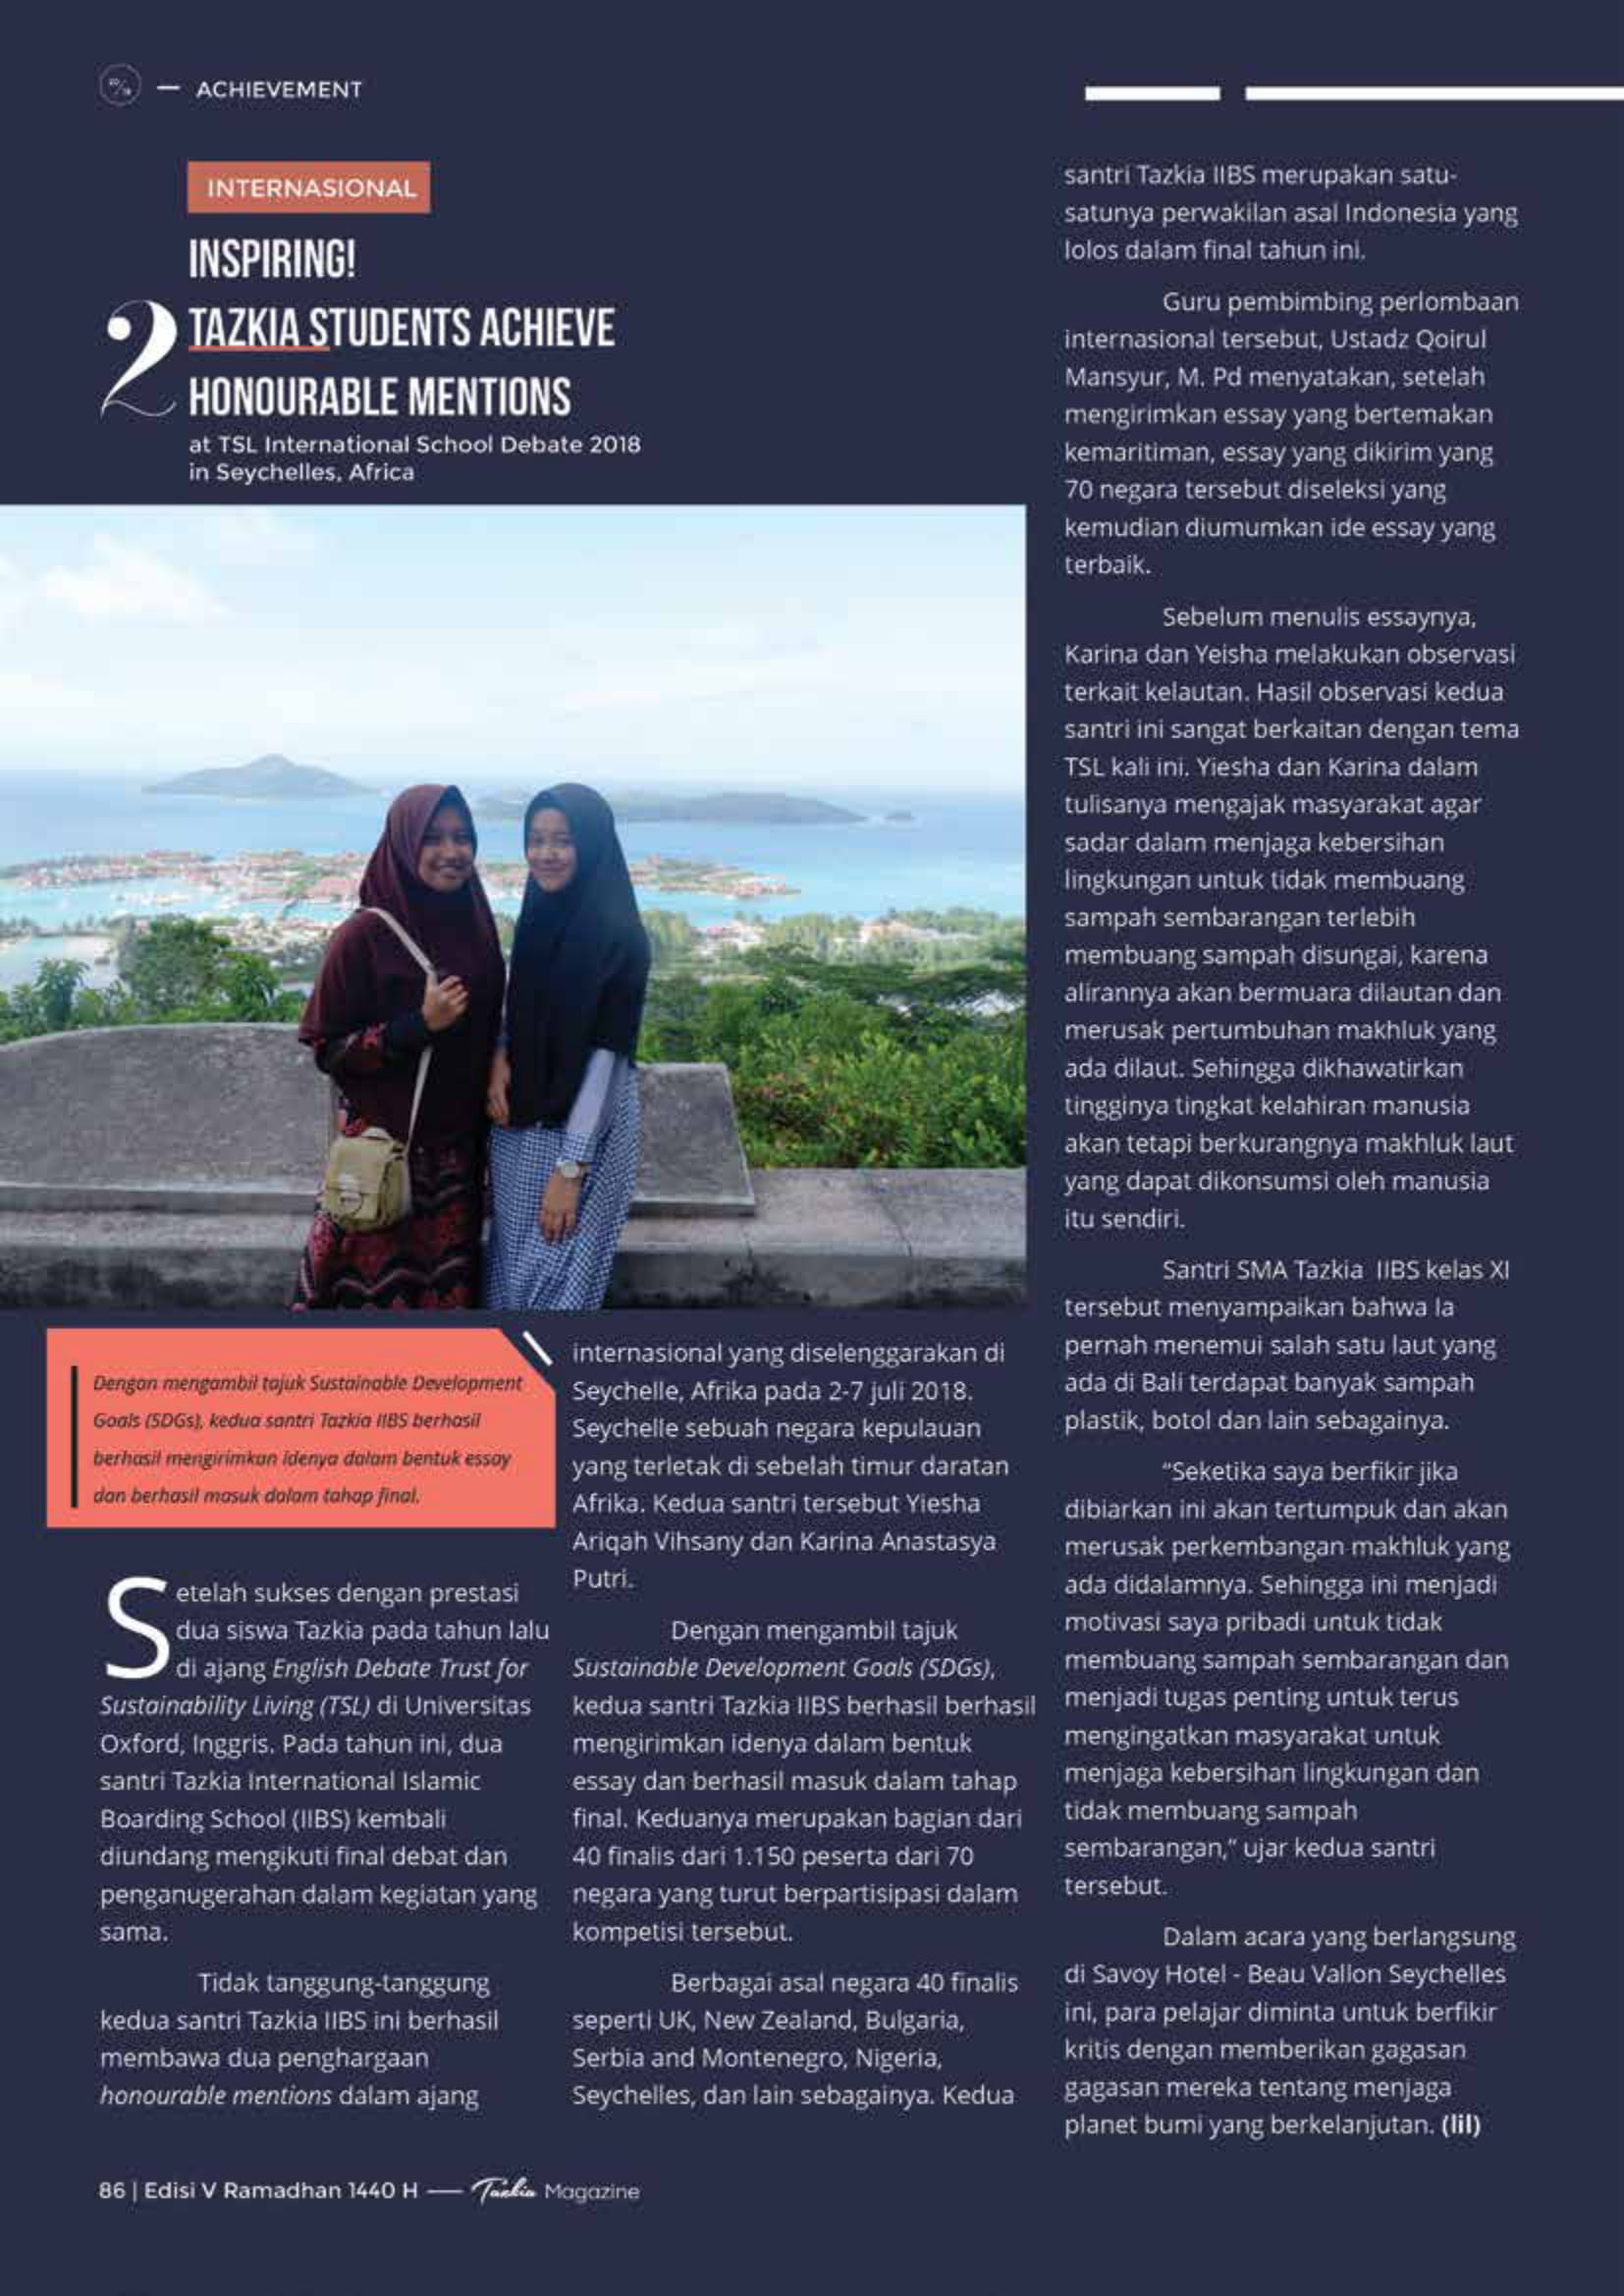 — ACHIEVEMENT
INTERNASIONAL
INSPIRING!
2 TAZKIA STUDENTS ACHIEVE
HONOURABLE MENTIONS
at TSL International School Debate 2018
in Seychelles, Africa
Dengan mengambil tajuk Sustainable Development
Goals (SDGs), kedua santri Tazkia IIBS berhasil
berhasil mengirimkan idenya dalam bentuk essay
dan berhasil masuk dalam tahap final.
Setelah sukses dengan prestasi
dua siswa Tazkia pada tahun lalu
di ajang English Debate Trust for
Sustainability Living (TSL) di Universitas
Oxford, Inggris. Pada tahun ini, dua
santri Tazkia International Islamic
Boarding School (IIBS) kembali
diundang mengikuti final debat dan
penganugerahan dalam kegiatan yang
sama.
Tidak tanggung-tanggung
kedua santri Tazkia IIBS ini berhasil
membawa dua penghargaan
honourable mentions dalam ajang
internasional yang diselenggarakan di
Seychelle, Afrika pada 2-7 juli 2018.
Seychelle sebuah negara kepulauan
yang terletak di sebelah timur daratan
Afrika. Kedua santri tersebut Yiesha
Ariqah Vihsany dan Karina Anastasya
Putri.
Dengan mengambil tajuk
Sustainable Development Goals (SDGs),
kedua santri Tazkia IIBS berhasil berhasil
mengirimkan idenya dalam bentuk
essay dan berhasil masuk dalam tahap
final. Keduanya merupakan bagian dari
40 finalis dari 1.150 peserta dari 70
negara yang turut berpartisipasi dalam
kompetisi tersebut.
Berbagai asal negara 40 finalis
seperti UK, New Zealand, Bulgaria,
Serbia and Montenegro, Nigeria,
Seychelles, dan lain sebagainya. Kedua
santri Tazkia IIBS merupakan satu-
satunya perwakilan asal Indonesia yang
lolos dalam final tahun ini.
Guru pembimbing perlombaan
internasional tersebut, Ustadz Qoirul
Mansyur, M. Pd menyatakan, setelah
mengirimkan essay yang bertemakan
kemaritiman, essay yang dikirim yang
70 negara tersebut diseleksi yang
kemudian diumumkan ide essay yang
terbaik.
Sebelum menulis essaynya,
Karina dan Yeisha melakukan observasi
terkait kelautan. Hasil observasi kedua
santri ini sangat berkaitan dengan tema
TSL kali ini. Yiesha dan Karina dalam
tulisanya mengajak masyarakat agar
sadar dalam menjaga kebersihan
lingkungan untuk tidak membuang
sampah sembarangan terlebih
membuang sampah disungai, karena
alirannya akan bermuara dilautan dan
merusak pertumbuhan makhluk yang
ada dilaut. Sehingga dikhawatirkan
tingginya tingkat kelahiran manusia
akan tetapi berkurangnya makhluk laut
yang dapat dikonsumsi oleh manusia
itu sendiri.
Santri SMA Tazkia IIBS kelas XI
tersebut menyampaikan bahwa Ia
pernah menemui salah satu laut yang
ada di Bali terdapat banyak sampah
plastik, botol dan lain sebagainya.
“Seketika saya berfikir jika
dibiarkan ini akan tertumpuk dan akan
merusak perkembangan makhluk yang
ada didalamnya. Sehingga ini menjadi
motivasi saya pribadi untuk tidak
membuang sampah sembarangan dan
menjadi tugas penting untuk terus
mengingatkan masyarakat untuk
menjaga kebersihan lingkungan dan
tidak membuang sampah
sembarangan,“ ujar kedua santri
tersebut.
Dalam acara yang berlangsung
di Savoy Hotel - Beau Vallon Seychelles
ini, para pelajar diminta untuk berfikir
kritis dengan memberikan gagasan
gagasan mereka tentang menjaga
planet bumi yang berkelanjutan. (lil)
86 | Edisi V Ramadhan 1440 H — Tazkia Magazine